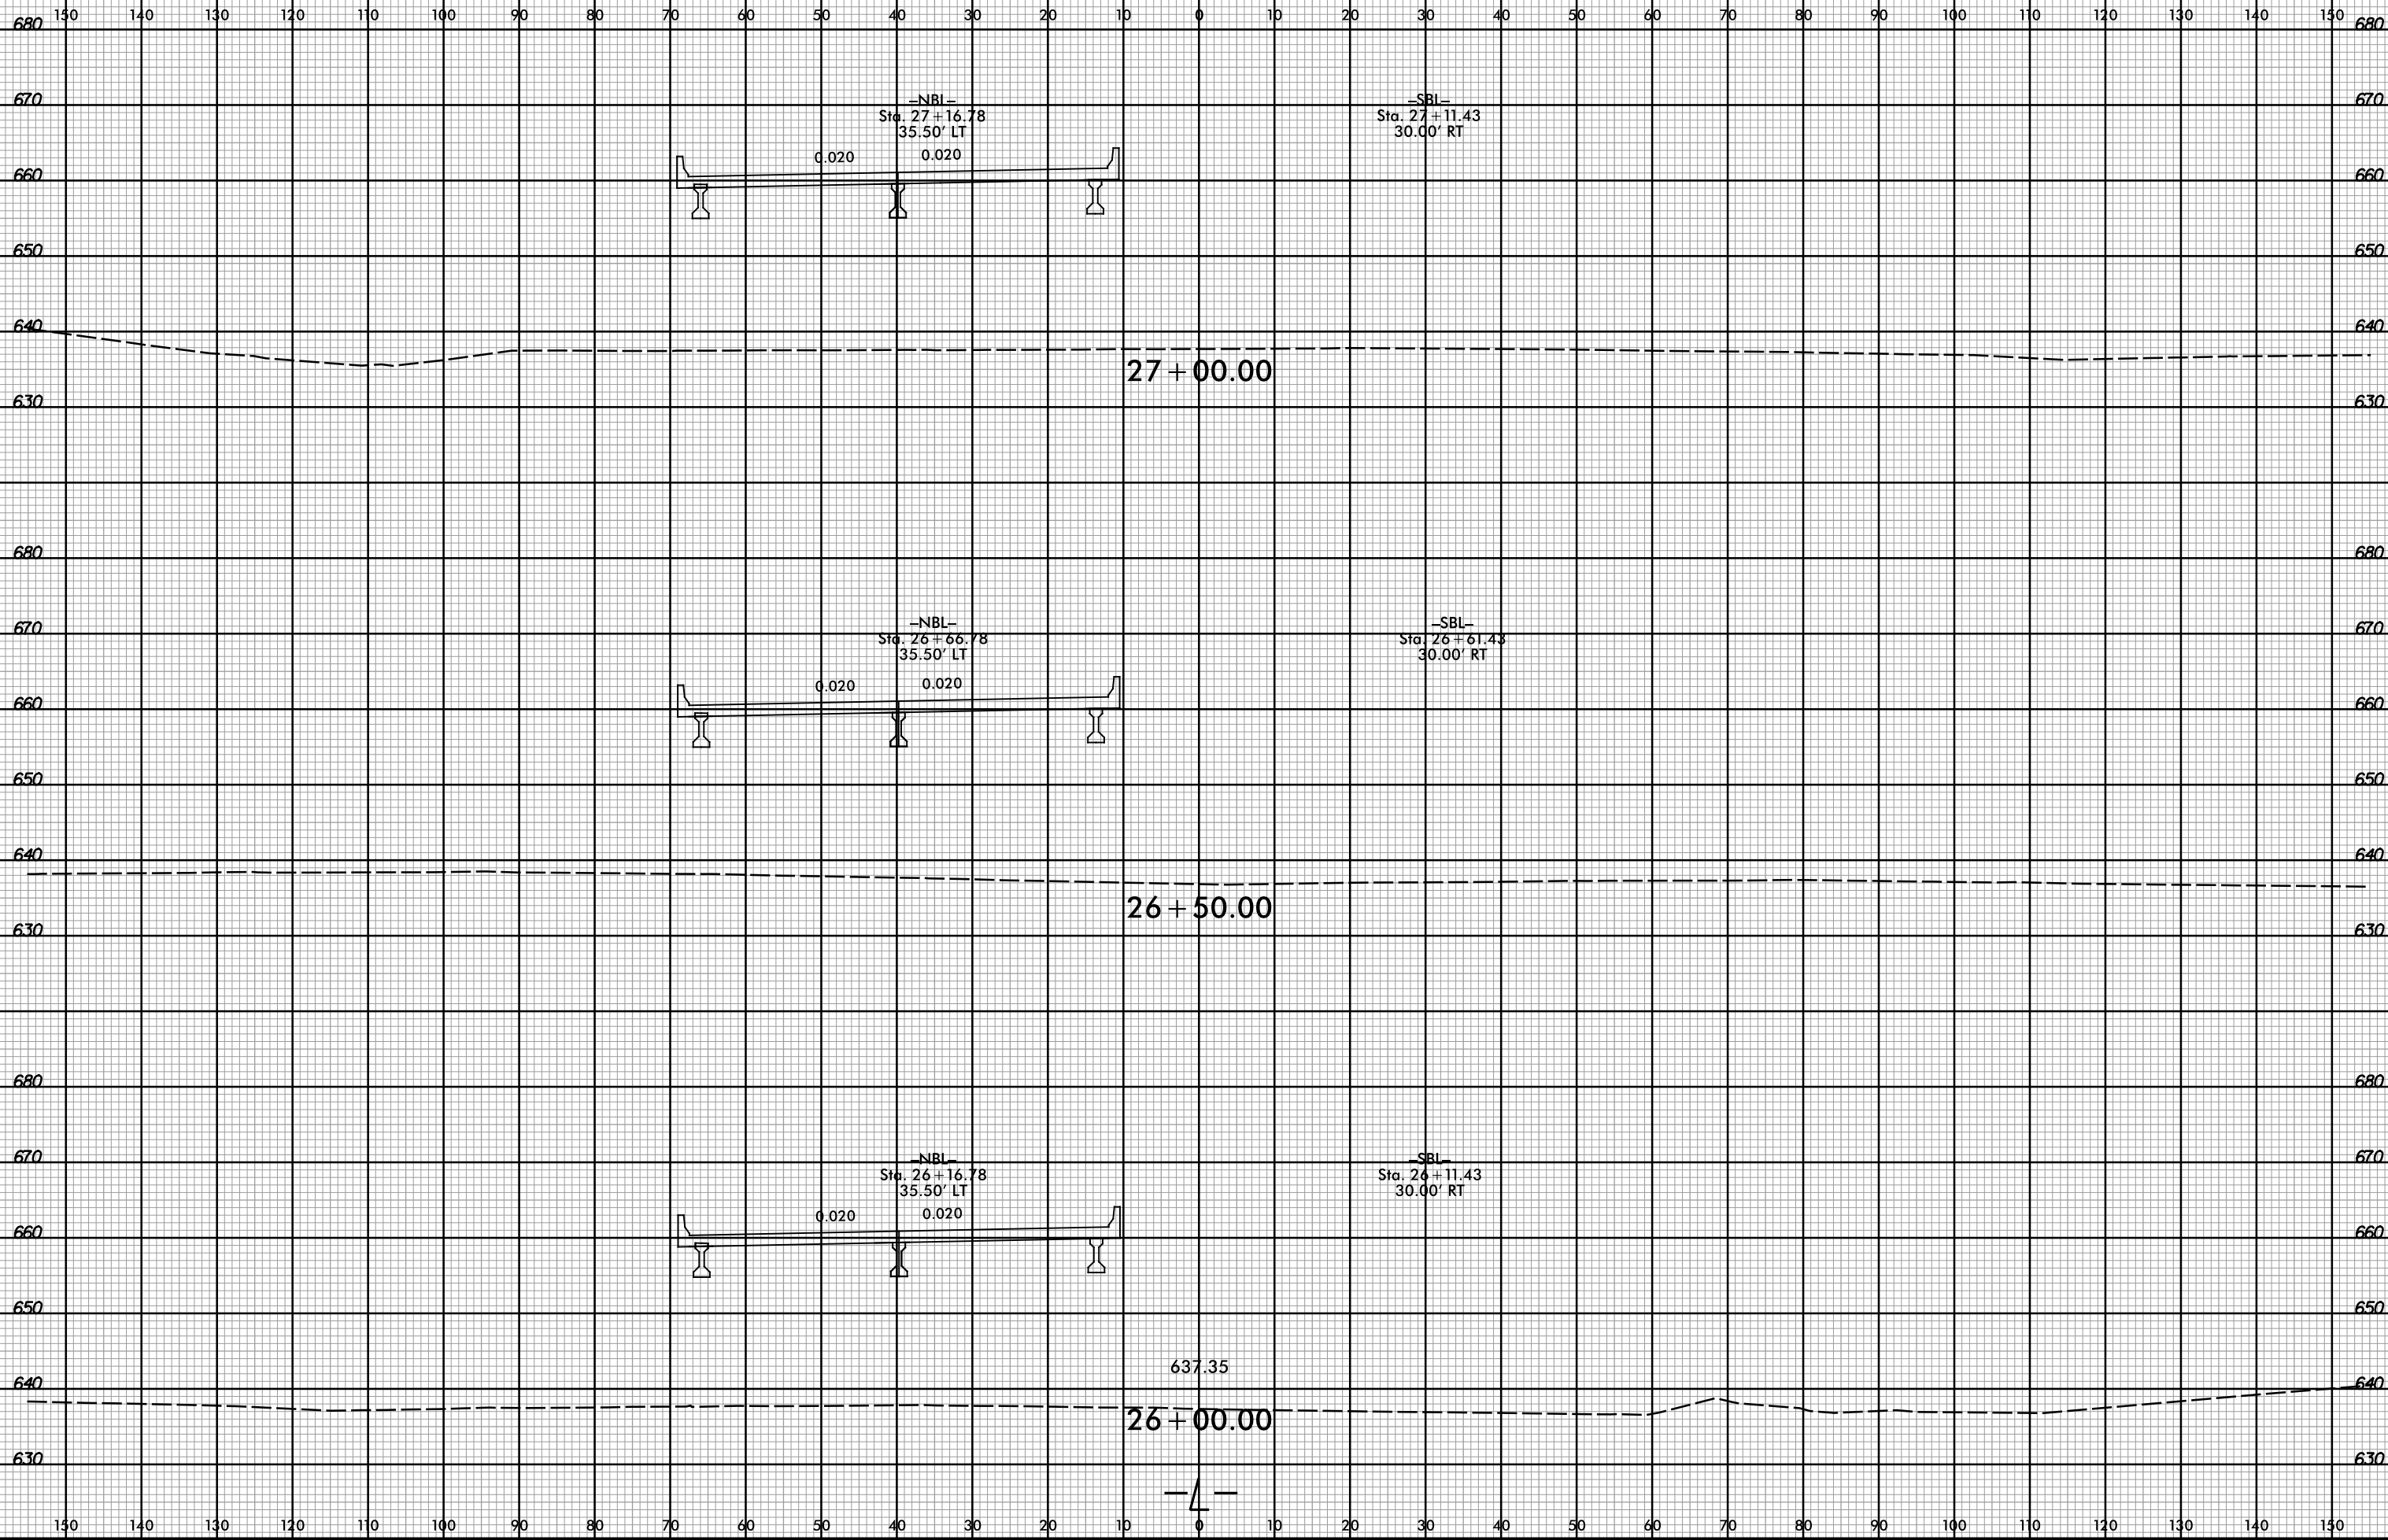 150 140 130 120 110 100 90 80 70 60 50 40 30 20 10 0 10 20 30 40 50 60 70 80 90 100 110 120 130 140 150
680 680
670 670
–NBL– –SBL–
Sta. 27+16.78 Sta. 27+11.43
35.50' LT 30.00' RT
0.020 0.020
660 660
650 650
640 640
27+00.00
630 630
680 680
670 670
–NBL– –SBL–
Sta. 26+66.78 Sta. 26+61.43
35.50' LT 30.00' RT
0.020 0.020
660 660
650 650
640 640
26+50.00
630 630
680 680
670 670
–NBL– –SBL–
Sta. 26+16.78 Sta. 26+11.43
35.50' LT 30.00' RT
0.020 0.020
660 660
650 650
637.35
640 640
26+00.00
630 630
–L–
150 140 130 120 110 100 90 80 70 60 50 40 30 20 10 0 10 20 30 40 50 60 70 80 90 100 110 120 130 140 150